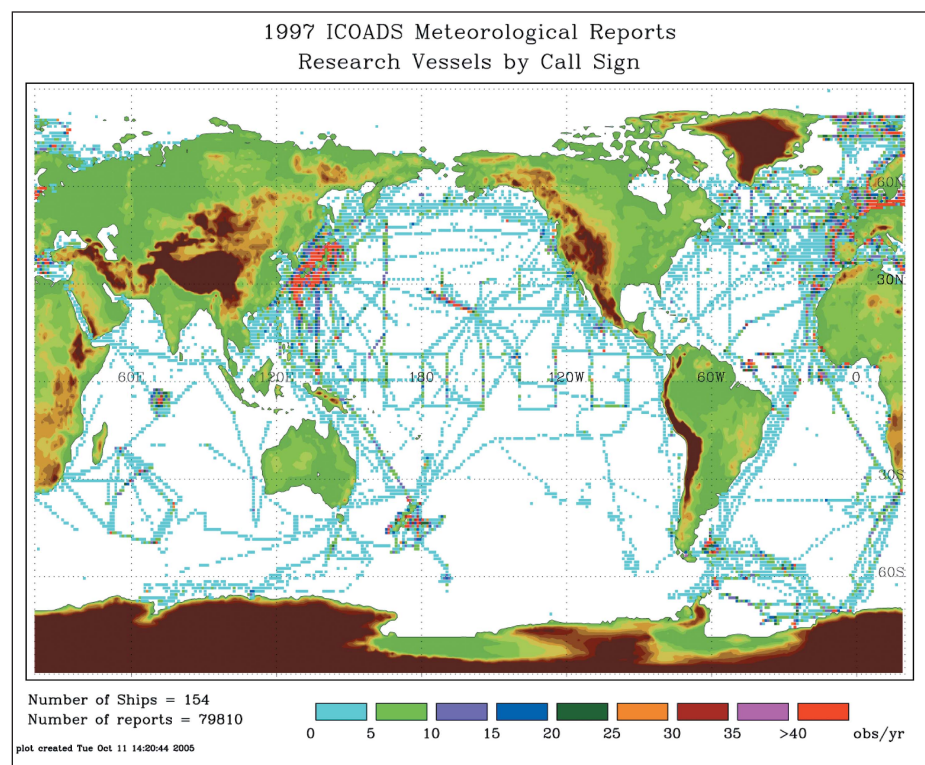 1997 ICOADS Meteorological Reports
Research Vessels by Call Sign
60N
30N
60E 120E 180 120W 60W 0
30S
60S
Number of Ships = 154
Number of reports = 79810
0 5 10 15 20 25 30 35 >40 obs/yr
plot created Tue Oct 11 14:20:44 2005